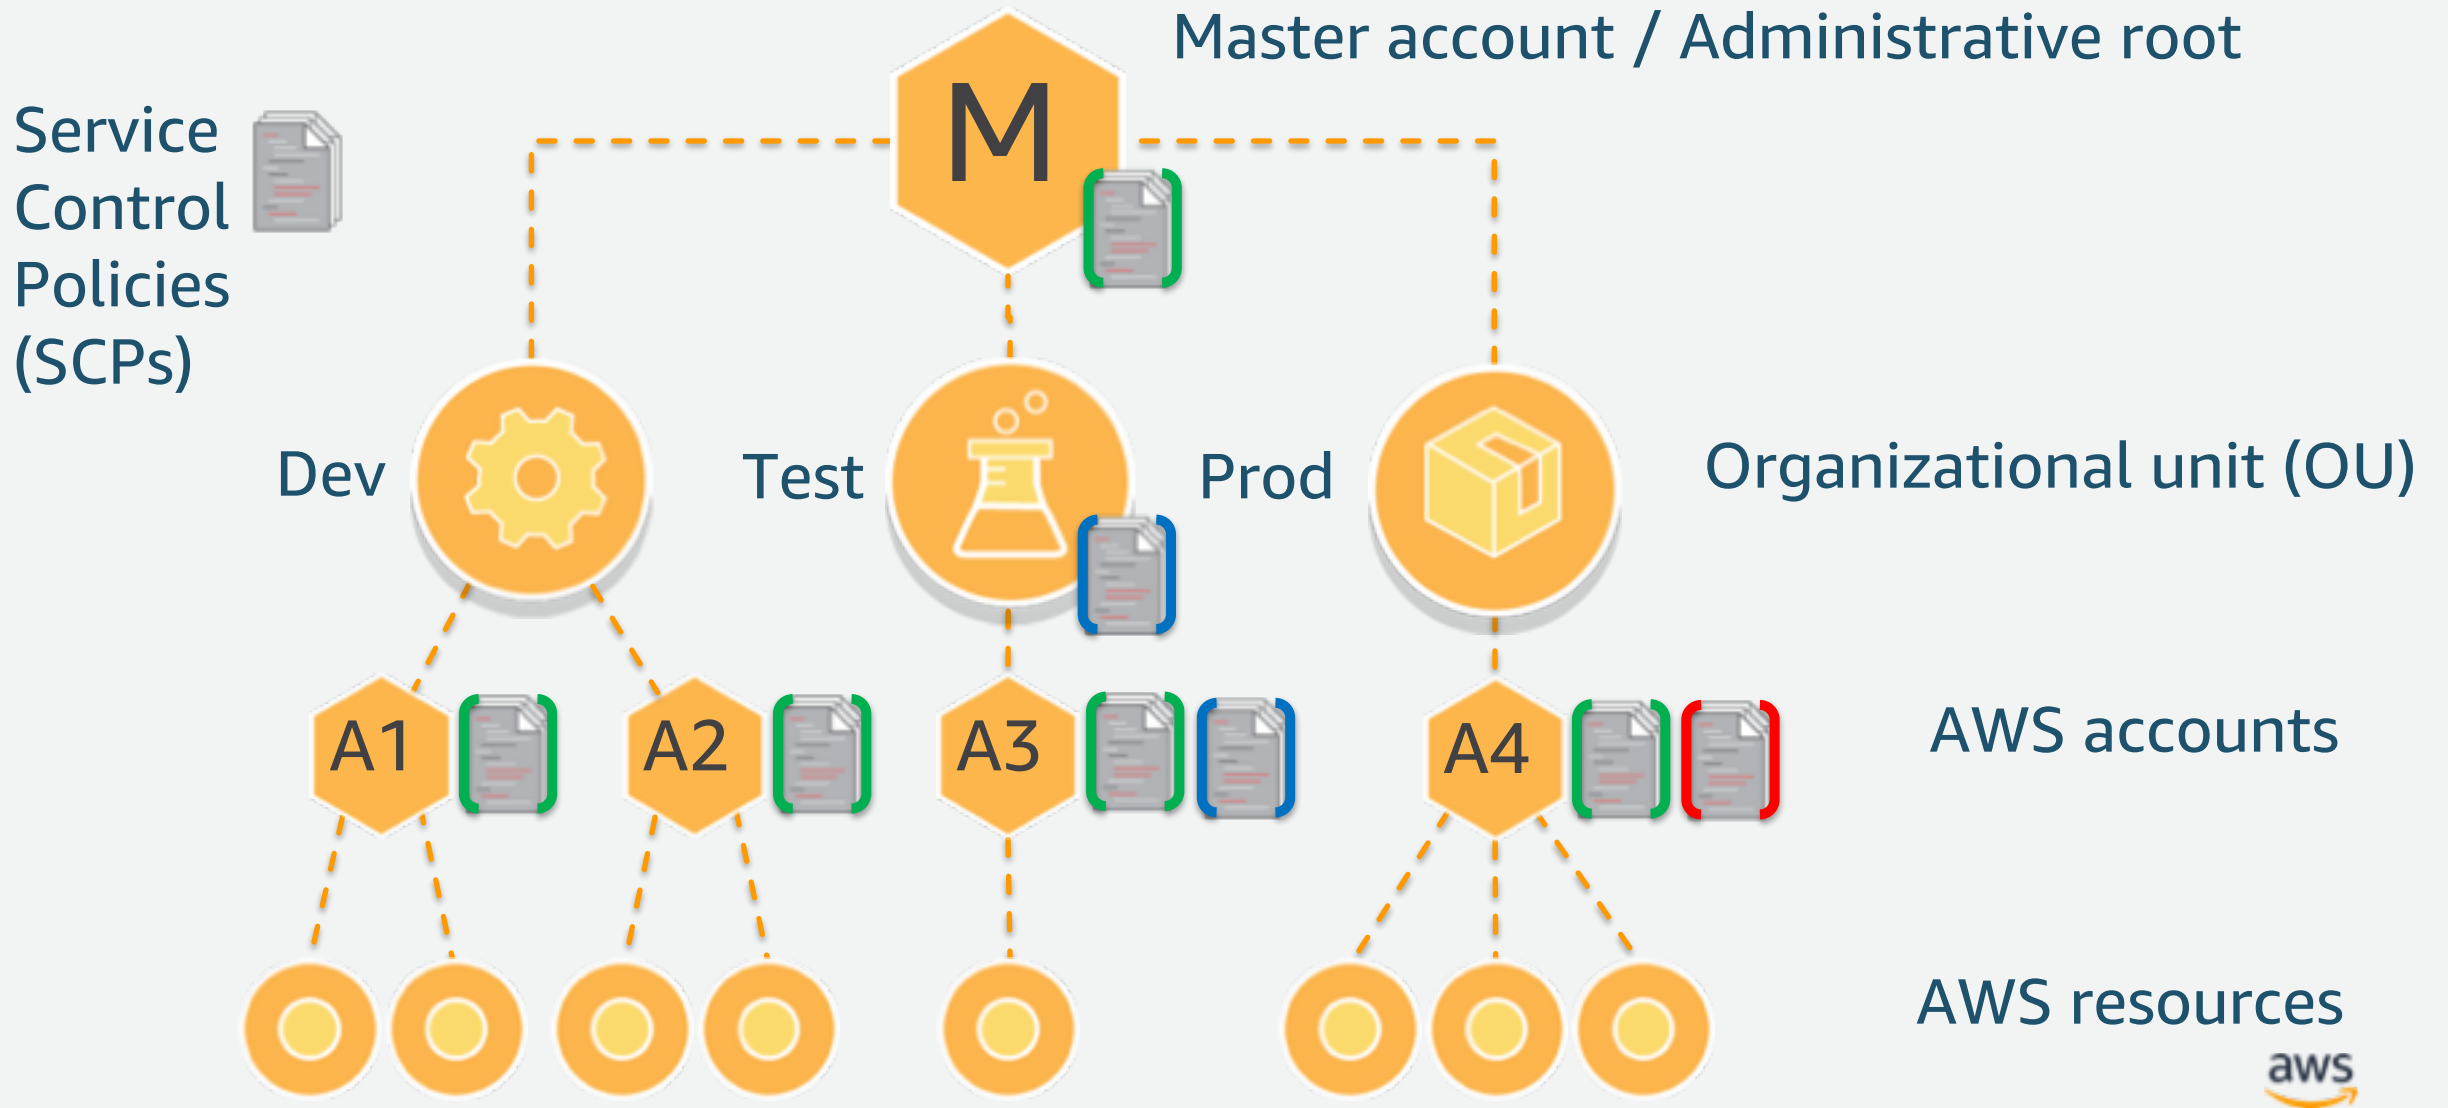 Master account / Administrative root
M
Service
Control
Policies
(SCPs)
Dev
Test
Prod
Organizational unit (OU)
A1
A2
A3
A4
AWS accounts
AWS resources
aws